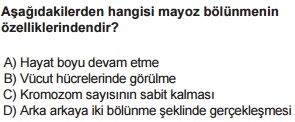 Aşağıdakilerden hangisi mayoz bölünmenin
özelliklerindendir?
A) Hayat boyu devam etme
B) Vücut hücrelerinde görülme
C) Kromozom sayısının sabit kalması
D) Arka arkaya iki bölünme şeklinde gerçekleşmesi